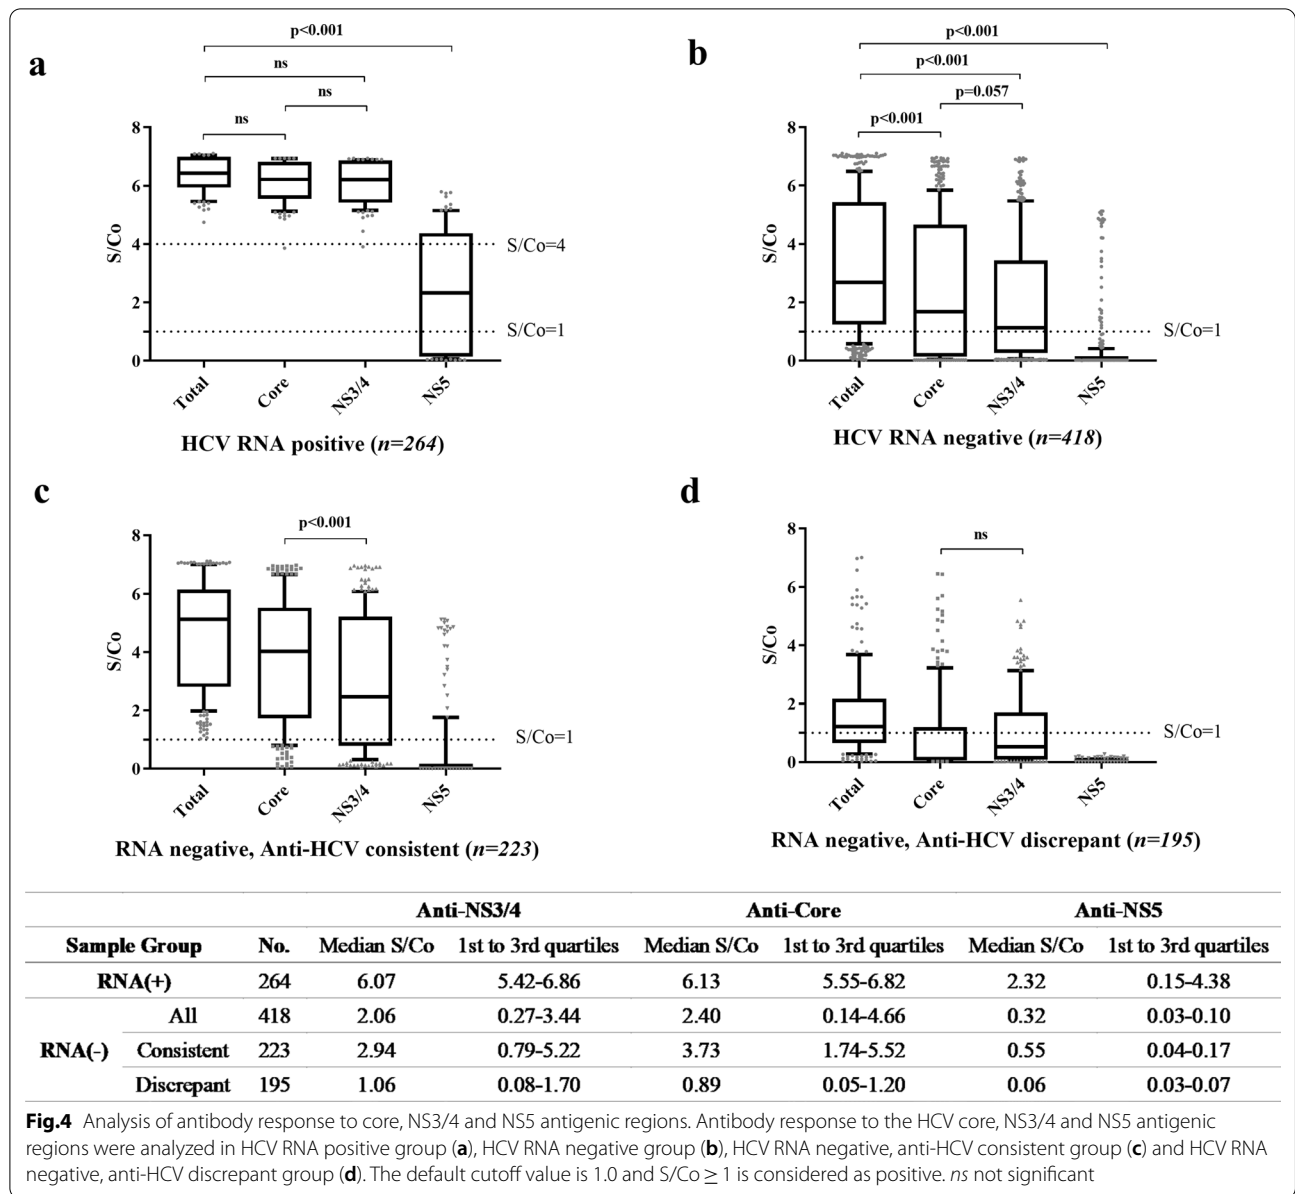 a
p<0.001
ns
ns
ns
8
6
4
2
0
S/Co
S/Co=4
S/Co=1
Total
Core
NS3/4
NS5
HCV RNA positive (n=264)
b
p<0.001
p<0.001
p=0.057
p<0.001
8
6
4
2
0
S/Co
S/Co=1
Total
Core
NS3/4
NS5
HCV RNA negative (n=418)
c
p<0.001
8
6
4
2
0
S/Co
S/Co=1
Total
Core
NS3/4
NS5
RNA negative, Anti-HCV consistent (n=223)
d
ns
8
6
4
2
0
S/Co
S/Co=1
Total
Core
NS3/4
NS5
RNA negative, Anti-HCV discrepant (n=195)
Anti-NS3/4 Anti-Core Anti-NS5
Sample Group No. Median S/Co 1st to 3rd quartiles Median S/Co 1st to 3rd quartiles Median S/Co 1st to 3rd quartiles
RNA(+) 264 6.07 5.42-6.86 6.13 5.55-6.82 2.32 0.15-4.38
All 418 2.06 0.27-3.44 2.40 0.14-4.66 0.32 0.03-0.10
RNA(-) Consistent 223 2.94 0.79-5.22 3.73 1.74-5.52 0.55 0.04-0.17
Discrepant 195 1.06 0.08-1.70 0.89 0.05-1.20 0.06 0.03-0.07
Fig.4 Analysis of antibody response to core, NS3/4 and NS5 antigenic regions. Antibody response to the HCV core, NS3/4 and NS5 antigenic
regions were analyzed in HCV RNA positive group (a), HCV RNA negative group (b), HCV RNA negative, anti-HCV consistent group (c) and HCV RNA
negative, anti-HCV discrepant group (d). The default cutoff value is 1.0 and S/Co ≥ 1 is considered as positive. ns not significant